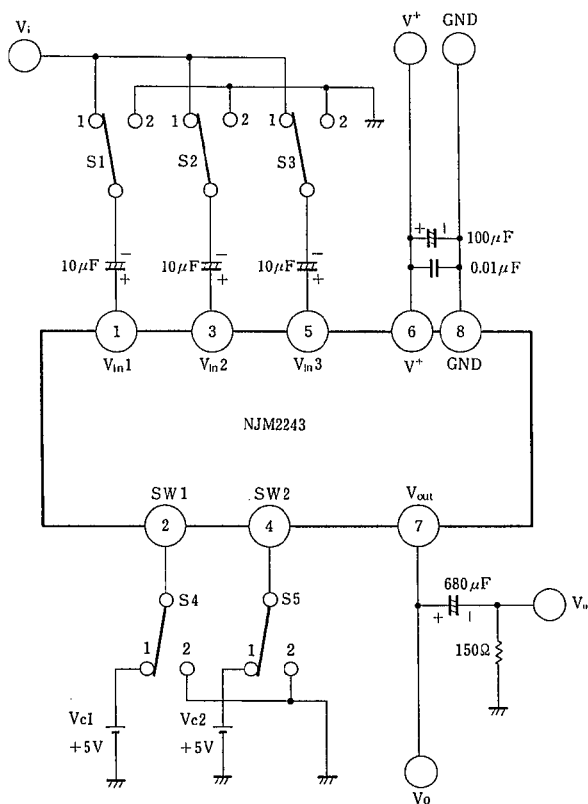 Vi V+ GND
1 2 1 2 1 2
S1 S2 S3
− − −
10μF 10μF 10μF
+ + +
+ − 100μF
0.01μF
1 3 5 6 8
Vin1 Vin2 Vin3 V+ GND
NJM2243
SW1 SW2 Vout
2 4 7
680μF
S4 S5
+ −
1 2 1 2
150Ω
Vc1 Vc2
+5V +5V
Vo